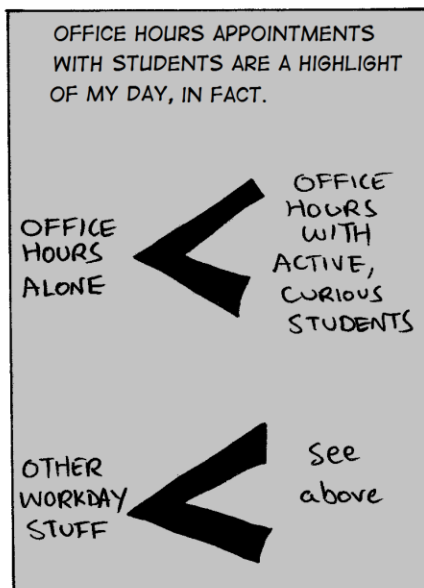 OFFICE HOURS APPOINTMENTS
WITH STUDENTS ARE A HIGHLIGHT
OF MY DAY, IN FACT.
OFFICE
HOURS
ALONE
OFFICE
HOURS
WITH
ACTIVE,
CURIOUS
STUDENTS
OTHER
WORKDAY
STUFF
See
above